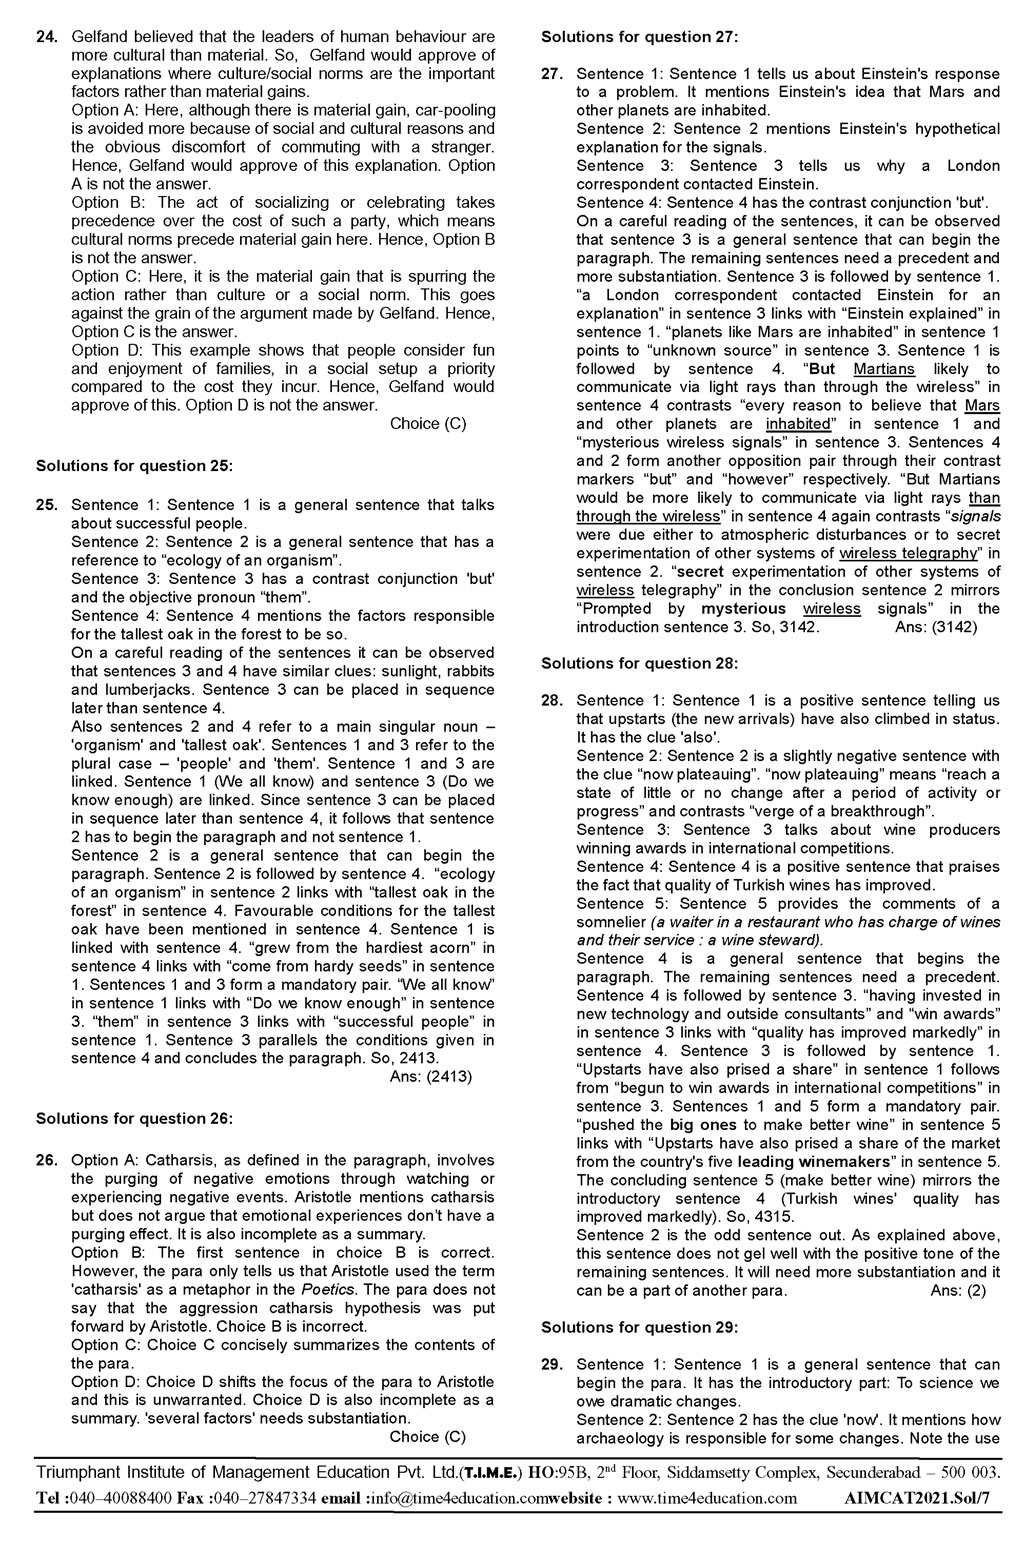 24. Gelfand believed that the leaders of human behaviour are
more cultural than material. So, Gelfand would approve of
explanations where culture/social norms are the important
factors rather than material gains.
Option A: Here, although there is material gain, car-pooling
is avoided more because of social and cultural reasons and
the obvious discomfort of commuting with a stranger.
Hence, Gelfand would approve of this explanation. Option
A is not the answer.
Option B: The act of socializing or celebrating takes
precedence over the cost of such a party, which means
cultural norms precede material gain here. Hence, Option B
is not the answer.
Option C: Here, it is the material gain that is spurring the
action rather than culture or a social norm. This goes
against the grain of the argument made by Gelfand. Hence,
Option C is the answer.
Option D: This example shows that people consider fun
and enjoyment of families, in a social setup a priority
compared to the cost they incur. Hence, Gelfand would
approve of this. Option D is not the answer.
Choice (C)
Solutions for question 25:
25. Sentence 1: Sentence 1 is a general sentence that talks
about successful people.
Sentence 2: Sentence 2 is a general sentence that has a
reference to “ecology of an organism”.
Sentence 3: Sentence 3 has a contrast conjunction 'but'
and the objective pronoun “them”.
Sentence 4: Sentence 4 mentions the factors responsible
for the tallest oak in the forest to be so.
On a careful reading of the sentences it can be observed
that sentences 3 and 4 have similar clues: sunlight, rabbits
and lumberjacks. Sentence 3 can be placed in sequence
later than sentence 4.
Also sentences 2 and 4 refer to a main singular noun –
'organism' and 'tallest oak'. Sentences 1 and 3 refer to the
plural case – 'people' and 'them'. Sentence 1 and 3 are
linked. Sentence 1 (We all know) and sentence 3 (Do we
know enough) are linked. Since sentence 3 can be placed
in sequence later than sentence 4, it follows that sentence
2 has to begin the paragraph and not sentence 1.
Sentence 2 is a general sentence that can begin the
paragraph. Sentence 2 is followed by sentence 4. “ecology
of an organism” in sentence 2 links with “tallest oak in the
forest” in sentence 4. Favourable conditions for the tallest
oak have been mentioned in sentence 4. Sentence 1 is
linked with sentence 4. “grew from the hardiest acorn” in
sentence 4 links with “come from hardy seeds” in sentence
1. Sentences 1 and 3 form a mandatory pair. “We all know”
in sentence 1 links with “Do we know enough” in sentence
3. “them” in sentence 3 links with “successful people” in
sentence 1. Sentence 3 parallels the conditions given in
sentence 4 and concludes the paragraph. So, 2413.
Ans: (2413)
Solutions for question 26:
26. Option A: Catharsis, as defined in the paragraph, involves
the purging of negative emotions through watching or
experiencing negative events. Aristotle mentions catharsis
but does not argue that emotional experiences don’t have a
purging effect. It is also incomplete as a summary.
Option B: The first sentence in choice B is correct.
However, the para only tells us that Aristotle used the term
'catharsis' as a metaphor in the Poetics. The para does not
say that the aggression catharsis hypothesis was put
forward by Aristotle. Choice B is incorrect.
Option C: Choice C concisely summarizes the contents of
the para.
Option D: Choice D shifts the focus of the para to Aristotle
and this is unwarranted. Choice D is also incomplete as a
summary. 'several factors' needs substantiation.
Choice (C)
Solutions for question 27:
27. Sentence 1: Sentence 1 tells us about Einstein's response
to a problem. It mentions Einstein's idea that Mars and
other planets are inhabited.
Sentence 2: Sentence 2 mentions Einstein's hypothetical
explanation for the signals.
Sentence 3: Sentence 3 tells us why a London
correspondent contacted Einstein.
Sentence 4: Sentence 4 has the contrast conjunction 'but'.
On a careful reading of the sentences, it can be observed
that sentence 3 is a general sentence that can begin the
paragraph. The remaining sentences need a precedent and
more substantiation. Sentence 3 is followed by sentence 1.
“a London correspondent contacted Einstein for an
explanation” in sentence 3 links with “Einstein explained” in
sentence 1. “planets like Mars are inhabited” in sentence 1
points to “unknown source” in sentence 3. Sentence 1 is
followed by sentence 4. “But Martians likely to
communicate via light rays than through the wireless” in
sentence 4 contrasts “every reason to believe that Mars
and other planets are inhabited” in sentence 1 and
“mysterious wireless signals” in sentence 3. Sentences 4
and 2 form another opposition pair through their contrast
markers “but” and “however” respectively. “But Martians
would be more likely to communicate via light rays than
through the wireless” in sentence 4 again contrasts “signals
were due either to atmospheric disturbances or to secret
experimentation of other systems of wireless telegraphy” in
sentence 2. “secret experimentation of other systems of
wireless telegraphy” in the conclusion sentence 2 mirrors
“Prompted by mysterious wireless signals” in the
introduction sentence 3. So, 3142. Ans: (3142)
Solutions for question 28:
28. Sentence 1: Sentence 1 is a positive sentence telling us
that upstarts (the new arrivals) have also climbed in status.
It has the clue 'also'.
Sentence 2: Sentence 2 is a slightly negative sentence with
the clue “now plateauing”. “now plateauing” means “reach a
state of little or no change after a period of activity or
progress” and contrasts “verge of a breakthrough”.
Sentence 3: Sentence 3 talks about wine producers
winning awards in international competitions.
Sentence 4: Sentence 4 is a positive sentence that praises
the fact that quality of Turkish wines has improved.
Sentence 5: Sentence 5 provides the comments of a
somnelier (a waiter in a restaurant who has charge of wines
and their service : a wine steward).
Sentence 4 is a general sentence that begins the
paragraph. The remaining sentences need a precedent.
Sentence 4 is followed by sentence 3. “having invested in
new technology and outside consultants” and “win awards”
in sentence 3 links with “quality has improved markedly” in
sentence 4. Sentence 3 is followed by sentence 1.
“Upstarts have also prised a share” in sentence 1 follows
from “begun to win awards in international competitions” in
sentence 3. Sentences 1 and 5 form a mandatory pair.
“pushed the big ones to make better wine” in sentence 5
links with “Upstarts have also prised a share of the market
from the country's five leading winemakers” in sentence 5.
The concluding sentence 5 (make better wine) mirrors the
introductory sentence 4 (Turkish wines' quality has
improved markedly). So, 4315.
Sentence 2 is the odd sentence out. As explained above,
this sentence does not gel well with the positive tone of the
remaining sentences. It will need more substantiation and it
can be a part of another para. Ans: (2)
Solutions for question 29:
29. Sentence 1: Sentence 1 is a general sentence that can
begin the para. It has the introductory part: To science we
owe dramatic changes.
Sentence 2: Sentence 2 has the clue 'now'. It mentions how
archaeology is responsible for some changes. Note the use
Triumphant Institute of Management Education Pvt. Ltd.(T.I.M.E.) HO:95B, 2nd Floor, Siddamsetty Complex, Secunderabad – 500 003.
Tel :040–40088400 Fax :040–27847334 email :info@time4education.comwebsite : www.time4education.com AIMCAT2021.Sol/7